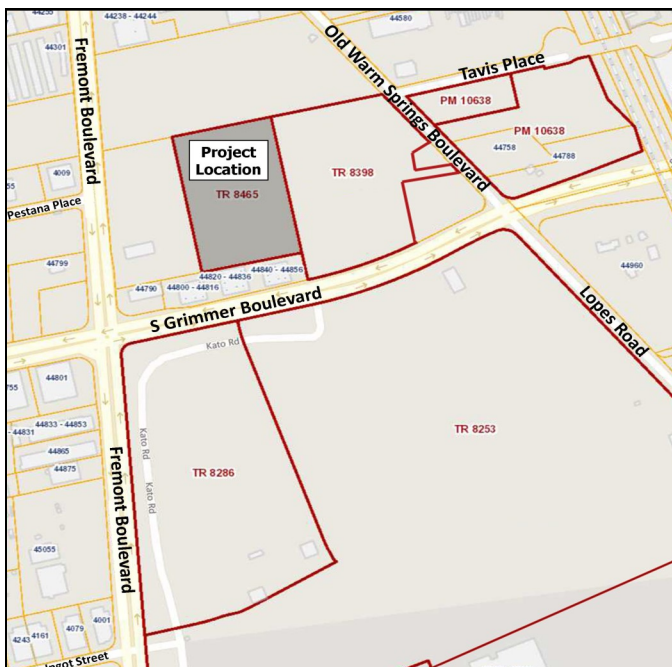 44238 - 44244
44580
44301
Fremont Boulevard
Old Warm Springs Boulevard
Tavis Place
PM 10638
PM 10638
Project
Location
TR 8465
TR 8398
44758
44788
4009
Pestana Place
44799
44790
44800 - 44816
44820 - 44836
44840 - 44856
44960
S Grimmer Boulevard
Lopes Road
Kato Rd
44801
44833 - 44853
- 44831
44865
44875
Kato Rd
Kato Rd
TR 8253
TR 8286
Fremont Boulevard
45055
4001
4079
4161
4243